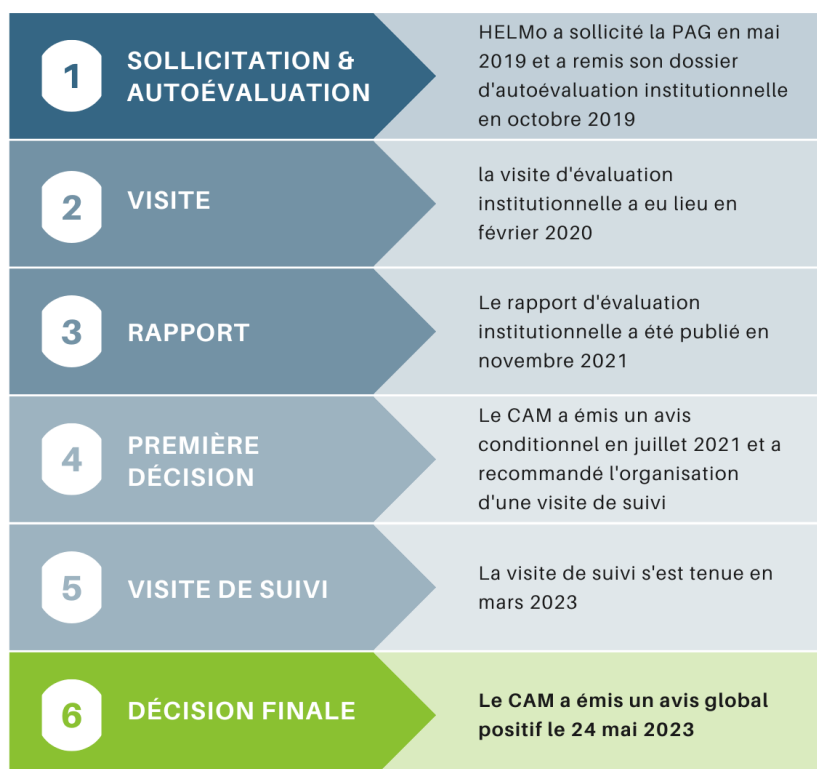 1
SOLLICITATION &
AUTOÉVALUATION
HELMo a sollicité la PAG en mai
2019 et a remis son dossier
d'autoévaluation institutionnelle
en octobre 2019
2
VISITE
la visite d'évaluation
institutionnelle a eu lieu en
février 2020
3
RAPPORT
Le rapport d'évaluation
institutionnelle a été publié en
novembre 2021
4
PREMIÈRE
DÉCISION
Le CAM a émis un avis
conditionnel en juillet 2021 et a
recommandé l'organisation
d'une visite de suivi
5
VISITE DE SUIVI
La visite de suivi s'est tenue en
mars 2023
6
DÉCISION FINALE
Le CAM a émis un avis global
positif le 24 mai 2023